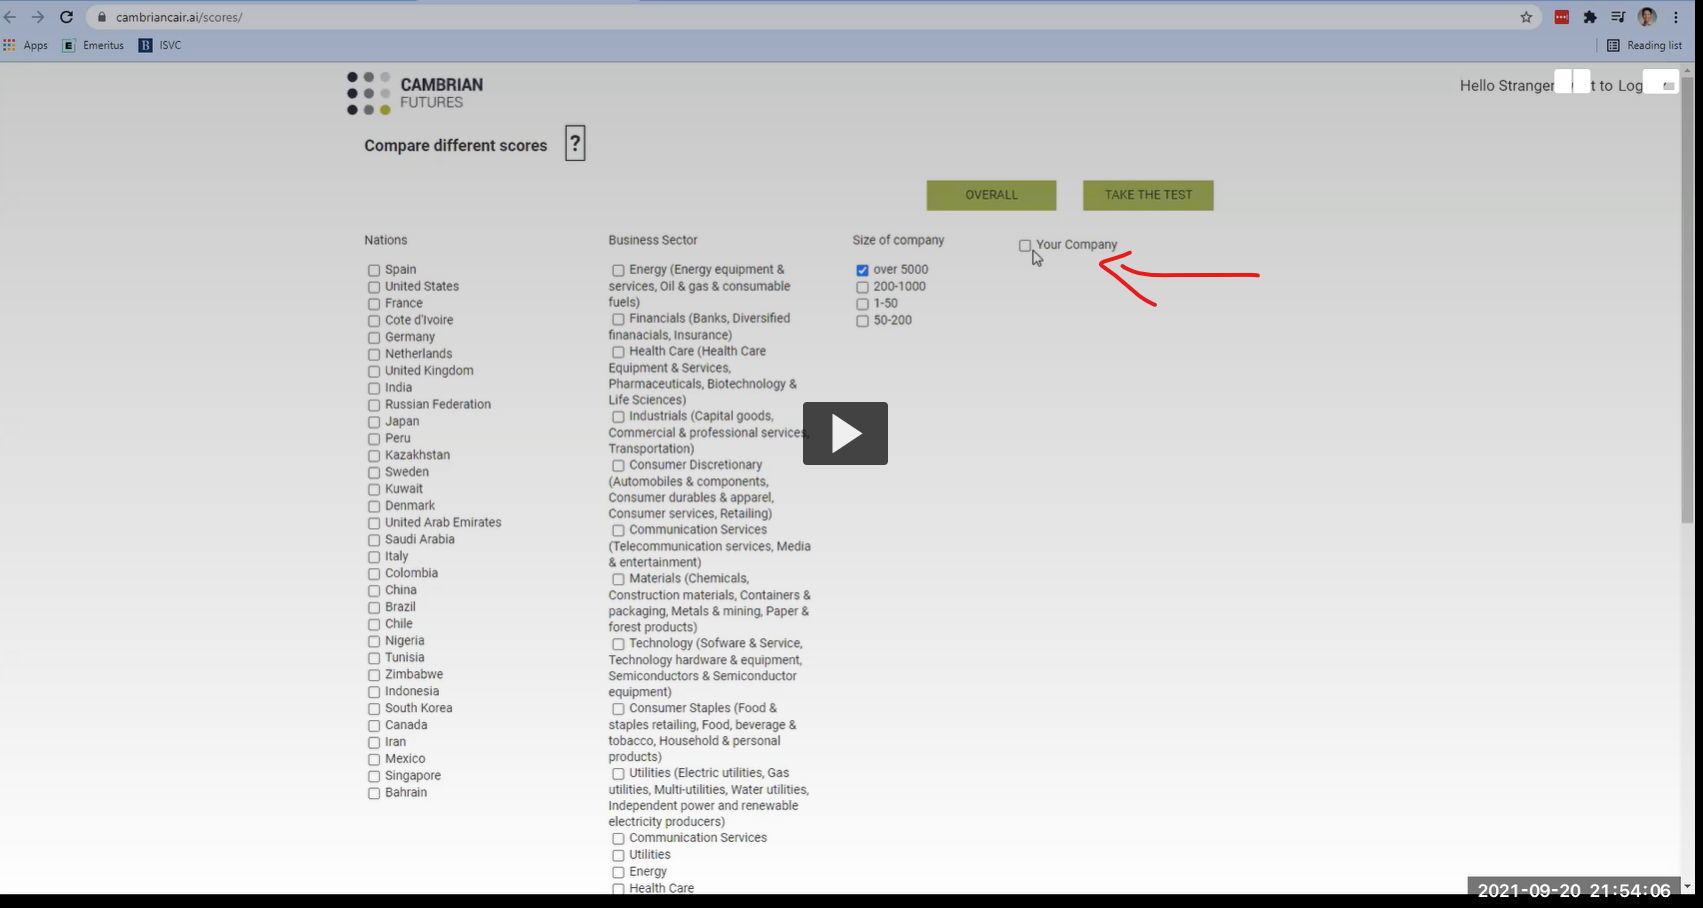 cambriancair.ai/scores/
Apps
Emeritus
ISVC
Reading list
CAMBRIAN
FUTURES
Hello Stranger
t to Log
Compare different scores
?
OVERALL
TAKE THE TEST
Nations
Spain
United States
France
Cote d'Ivoire
Germany
Netherlands
United Kingdom
India
Russian Federation
Japan
Peru
Kazakhstan
Sweden
Kuwait
Denmark
United Arab Emirates
Saudi Arabia
Italy
Colombia
China
Brazil
Chile
Nigeria
Tunisia
Zimbabwe
Indonesia
South Korea
Canada
Iran
Mexico
Singapore
Bahrain
Business Sector
Energy (Energy equipment &
services, Oil & gas & consumable
fuels)
Financials (Banks, Diversified
finanacials, Insurance)
Health Care (Health Care
Equipment & Services,
Pharmaceuticals, Biotechnology &
Life Sciences)
Industrials (Capital goods,
Commercial & professional services,
Transportation)
Consumer Discretionary
(Automobiles & components,
Consumer durables & apparel,
Consumer services, Retailing)
Communication Services
(Telecommunication services, Media
& entertainment)
Materials (Chemicals,
Construction materials, Containers &
packaging, Metals & mining, Paper &
forest products)
Technology (Sofware & Service,
Technology hardware & equipment,
Semiconductors & Semiconductor
equipment)
Consumer Staples (Food &
staples retailing, Food, beverage &
tobacco, Household & personal
products)
Utilities (Electric utilities, Gas
utilities, Multi-utilities, Water utilities,
Independent power and renewable
electricity producers)
Communication Services
Utilities
Energy
Health Care
Size of company
over 5000
200-1000
1-50
50-200
Your Company
2021-09-20 21:54:06